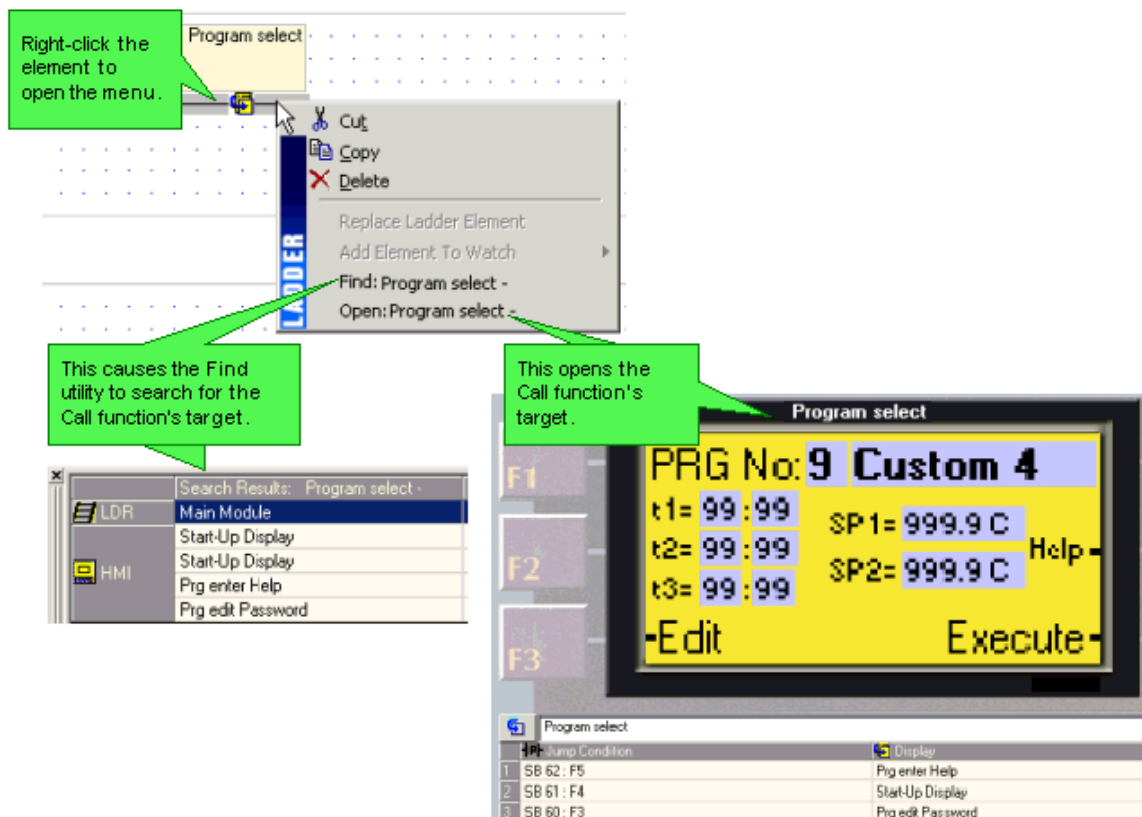 Right-click the
element to
open the menu.
Program select
Cut
Copy
Delete
Replace Ladder Element
Add Element To Watch
Find: Program select -
Open: Program select -
LADDER
This causes the Find
utility to search for the
Call function's target.
This opens the
Call function's
target.
Search Results: Program select -
LDR
Main Module
HMI
Start-Up Display
Start-Up Display
Prg enter Help
Prg edit Password
Program select
F1
F2
F3
PRG No: 9 Custom 4
t1= 99:99
SP1= 999.9 C
t2= 99:99
Help
SP2= 999.9 C
t3= 99:99
Edit
Execute
Program select
Jump Condition
Display
1 SB 62 : F5
Prg enter Help
2 SB 61 : F4
Start-Up Display
3 SB 60 : F3
Prg edit Password